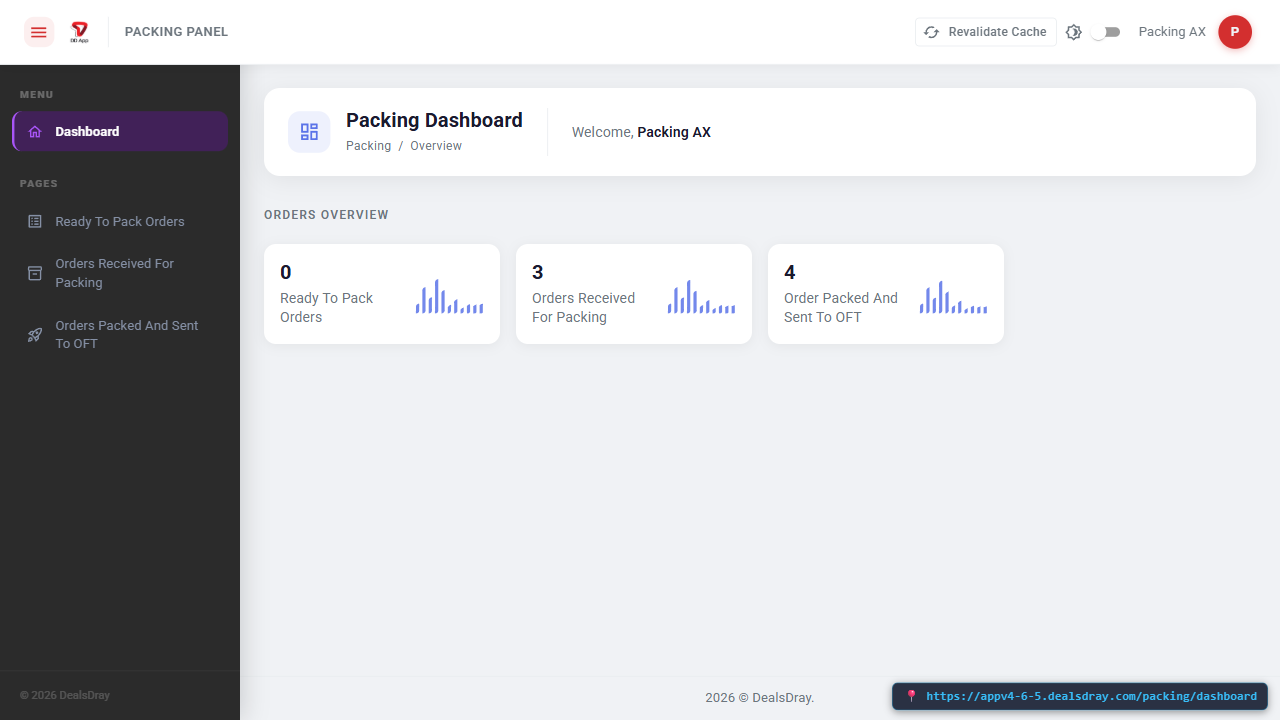 DD App
PACKING PANEL
Revalidate Cache
Packing AX
P
MENU
Dashboard
PAGES
Ready To Pack Orders
Orders Received For
Packing
Orders Packed And Sent
To OFT
© 2026 DealsDray
Packing Dashboard
Packing / Overview
Welcome, Packing AX
ORDERS OVERVIEW
0
Ready To Pack
Orders
3
Orders Received
For Packing
4
Order Packed And
Sent To OFT
2026 © DealsDray.
https://appv4-6-5.dealsdray.com/packing/dashboard